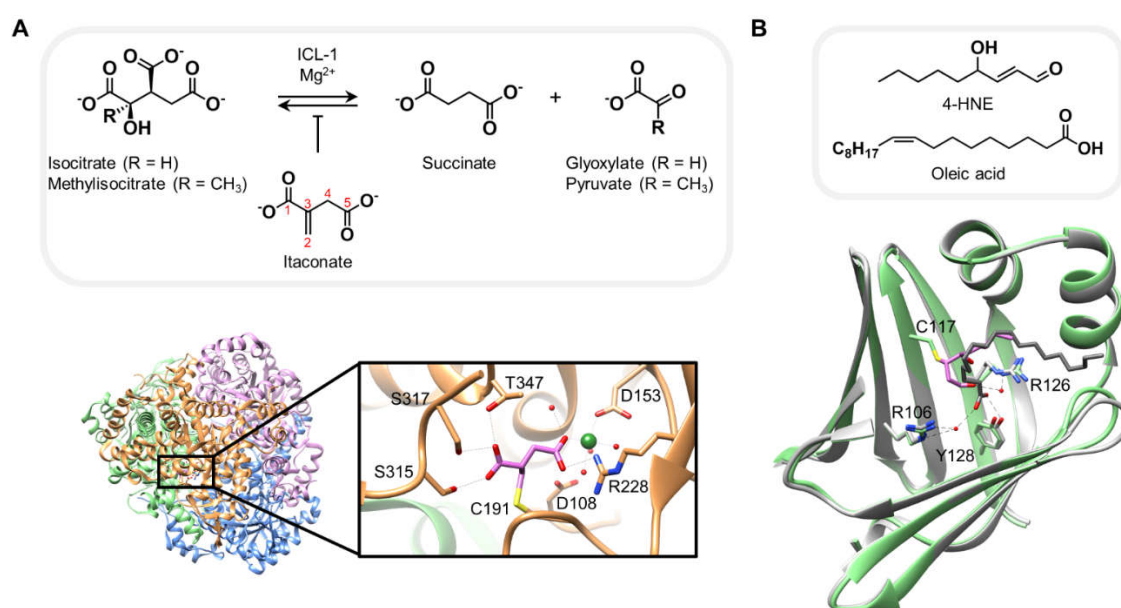 A
ICL-1
Mg2+
Isocitrate (R = H)
Methylisocitrate (R = CH3)
R
OH
O
O-
Succinate
+
Glyoxylate (R = H)
Pyruvate (R = CH3)
R
1
2
3
4
5
Itaconate
S317
T347
D153
S315
C191
D108
R228
B
OH
O
4-HNE
C8H17
O
OH
Oleic acid
C117
R126
R106
Y128